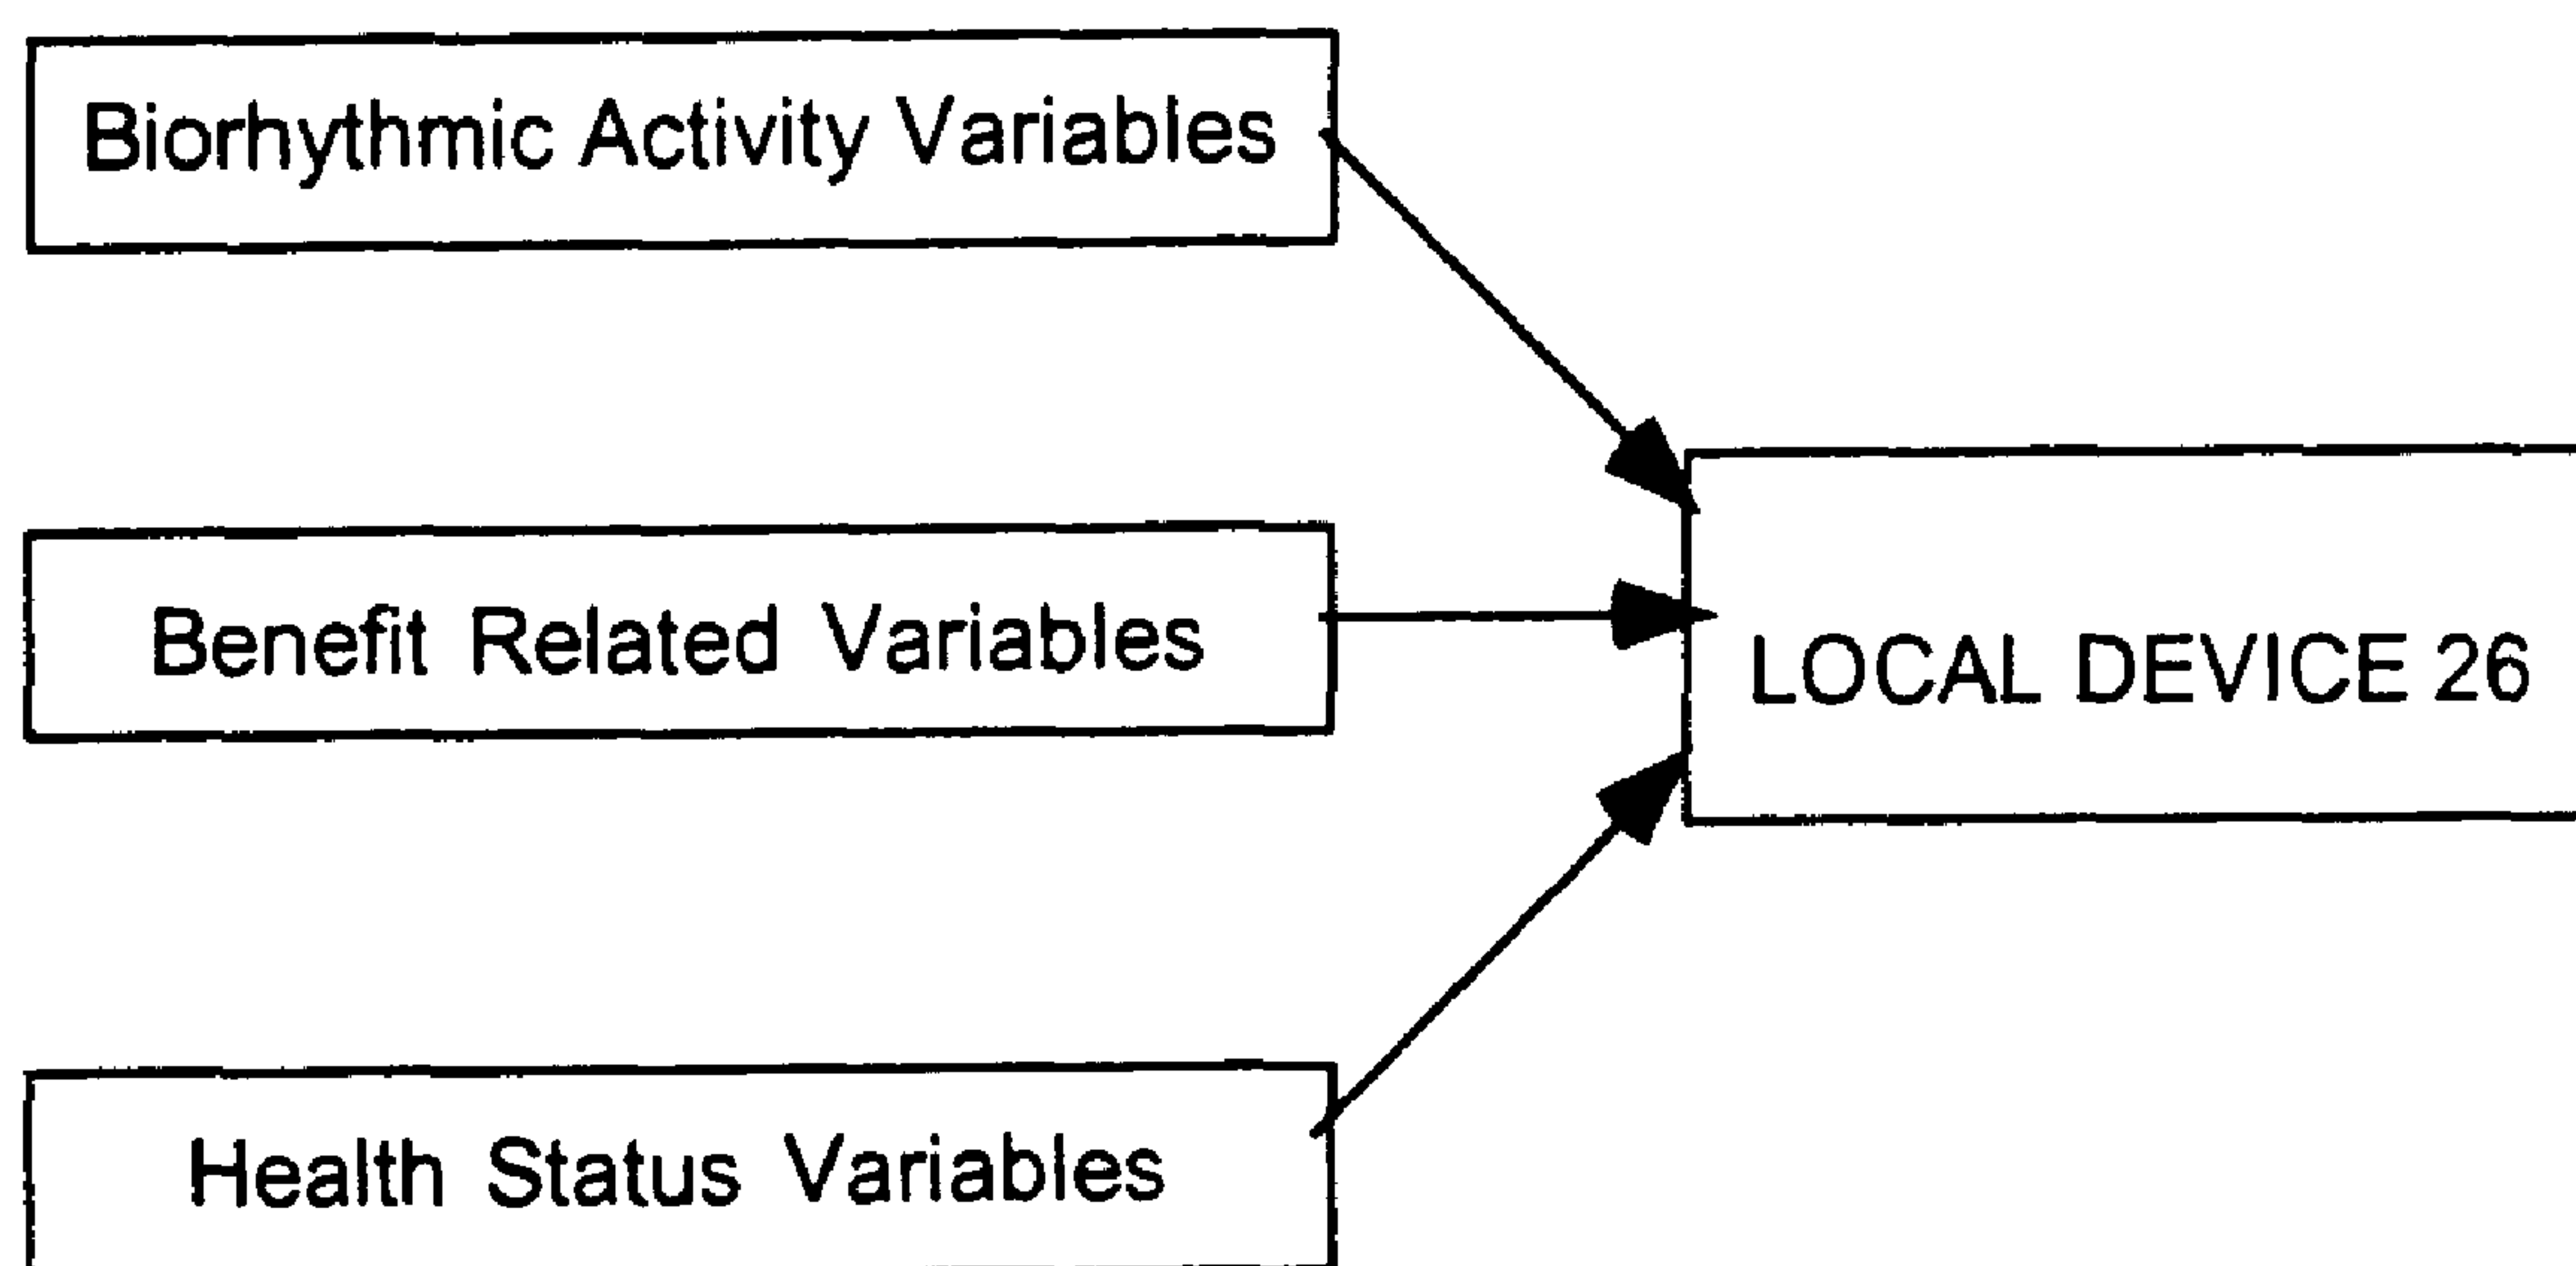 Biorhythmic Activity Variables
Benefit Related Variables
LOCAL DEVICE 26
Health Status Variables